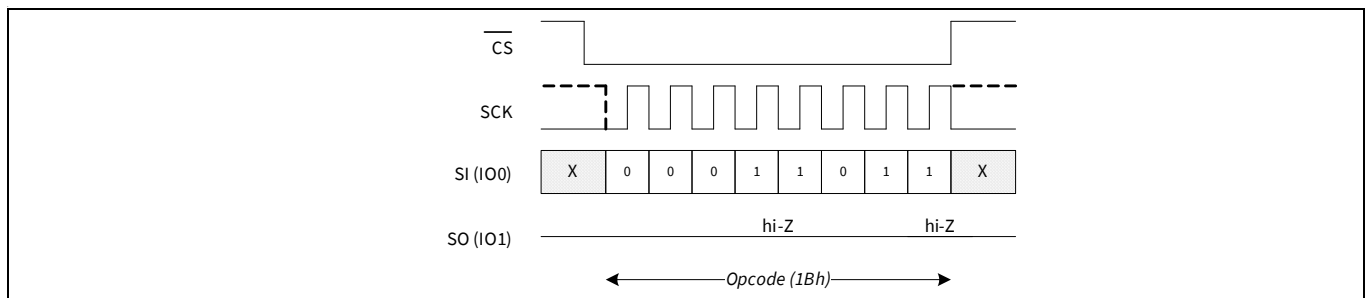 CS
SCK
SI (IO0) X 0 0 0 1 1 0 1 1 X
hi-Z hi-Z
SO (IO1)
Opcode (1Bh)